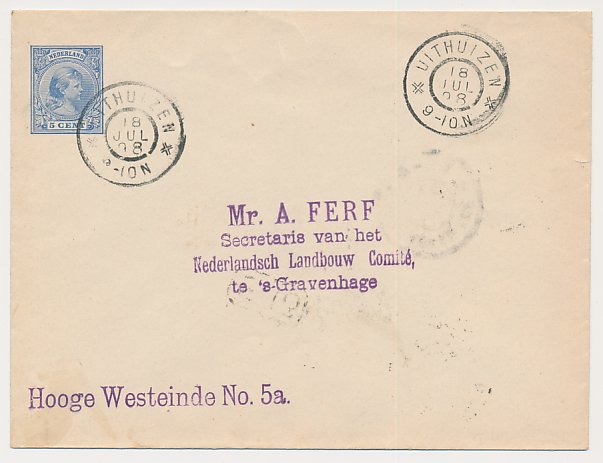 NEDERLAND
5 CENT
UITHUIZEN
18
JUL
98
9-10N
UITHUIZEN
18
JUL
98
9-10N
Mr. A. FERF
Secretaris van het
Nederlandsch Landbouw Comité,
te 's-Gravenhage
Hooge Westeinde No. 5a.